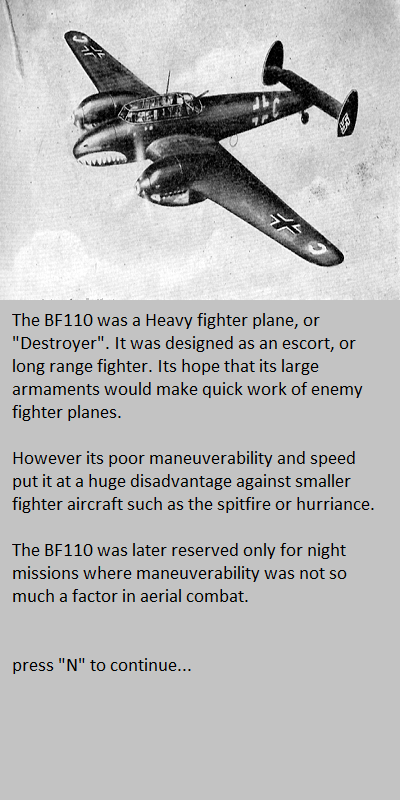 The BF110 was a Heavy fighter plane, or
"Destroyer". It was designed as an escort, or
long range fighter. Its hope that its large
armaments would make quick work of enemy
fighter planes.
However its poor maneuverability and speed
put it at a huge disadvantage against smaller
fighter aircraft such as the spitfire or hurriance.
The BF110 was later reserved only for night
missions where maneuverability was not so
much a factor in aerial combat.
press "N" to continue...